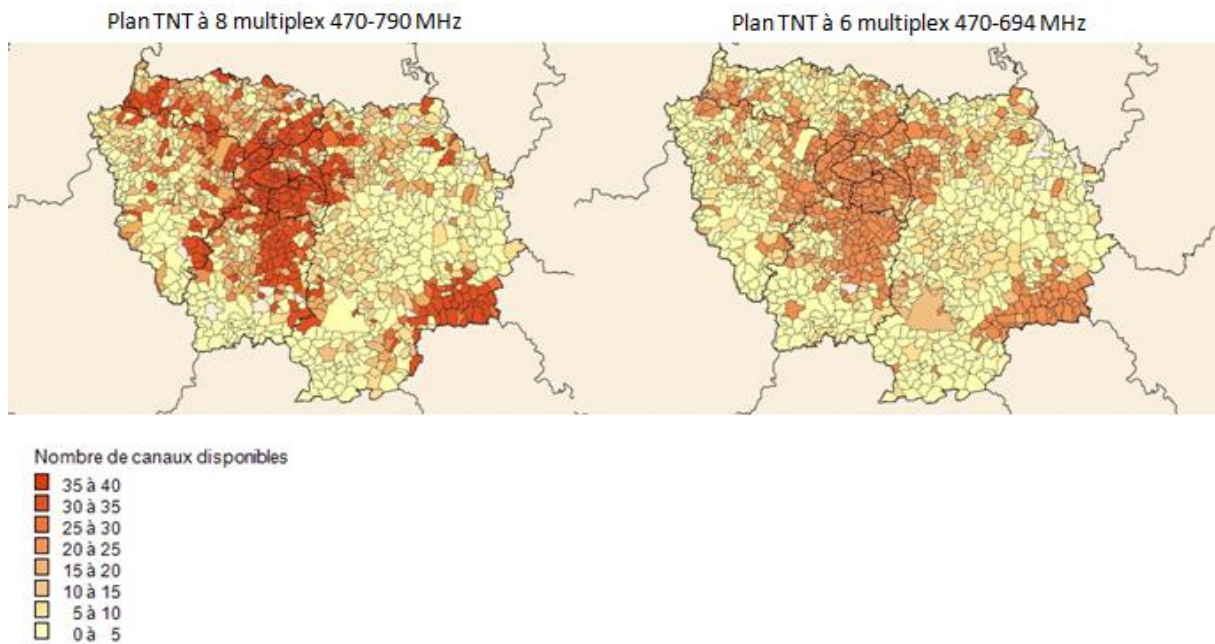 Plan TNT à 8 multiplex 470-790 MHz
Plan TNT à 6 multiplex 470-694 MHz
Nombre de canaux disponibles
35 à 40
30 à 35
25 à 30
20 à 25
15 à 20
10 à 15
5 à 10
0 à 5